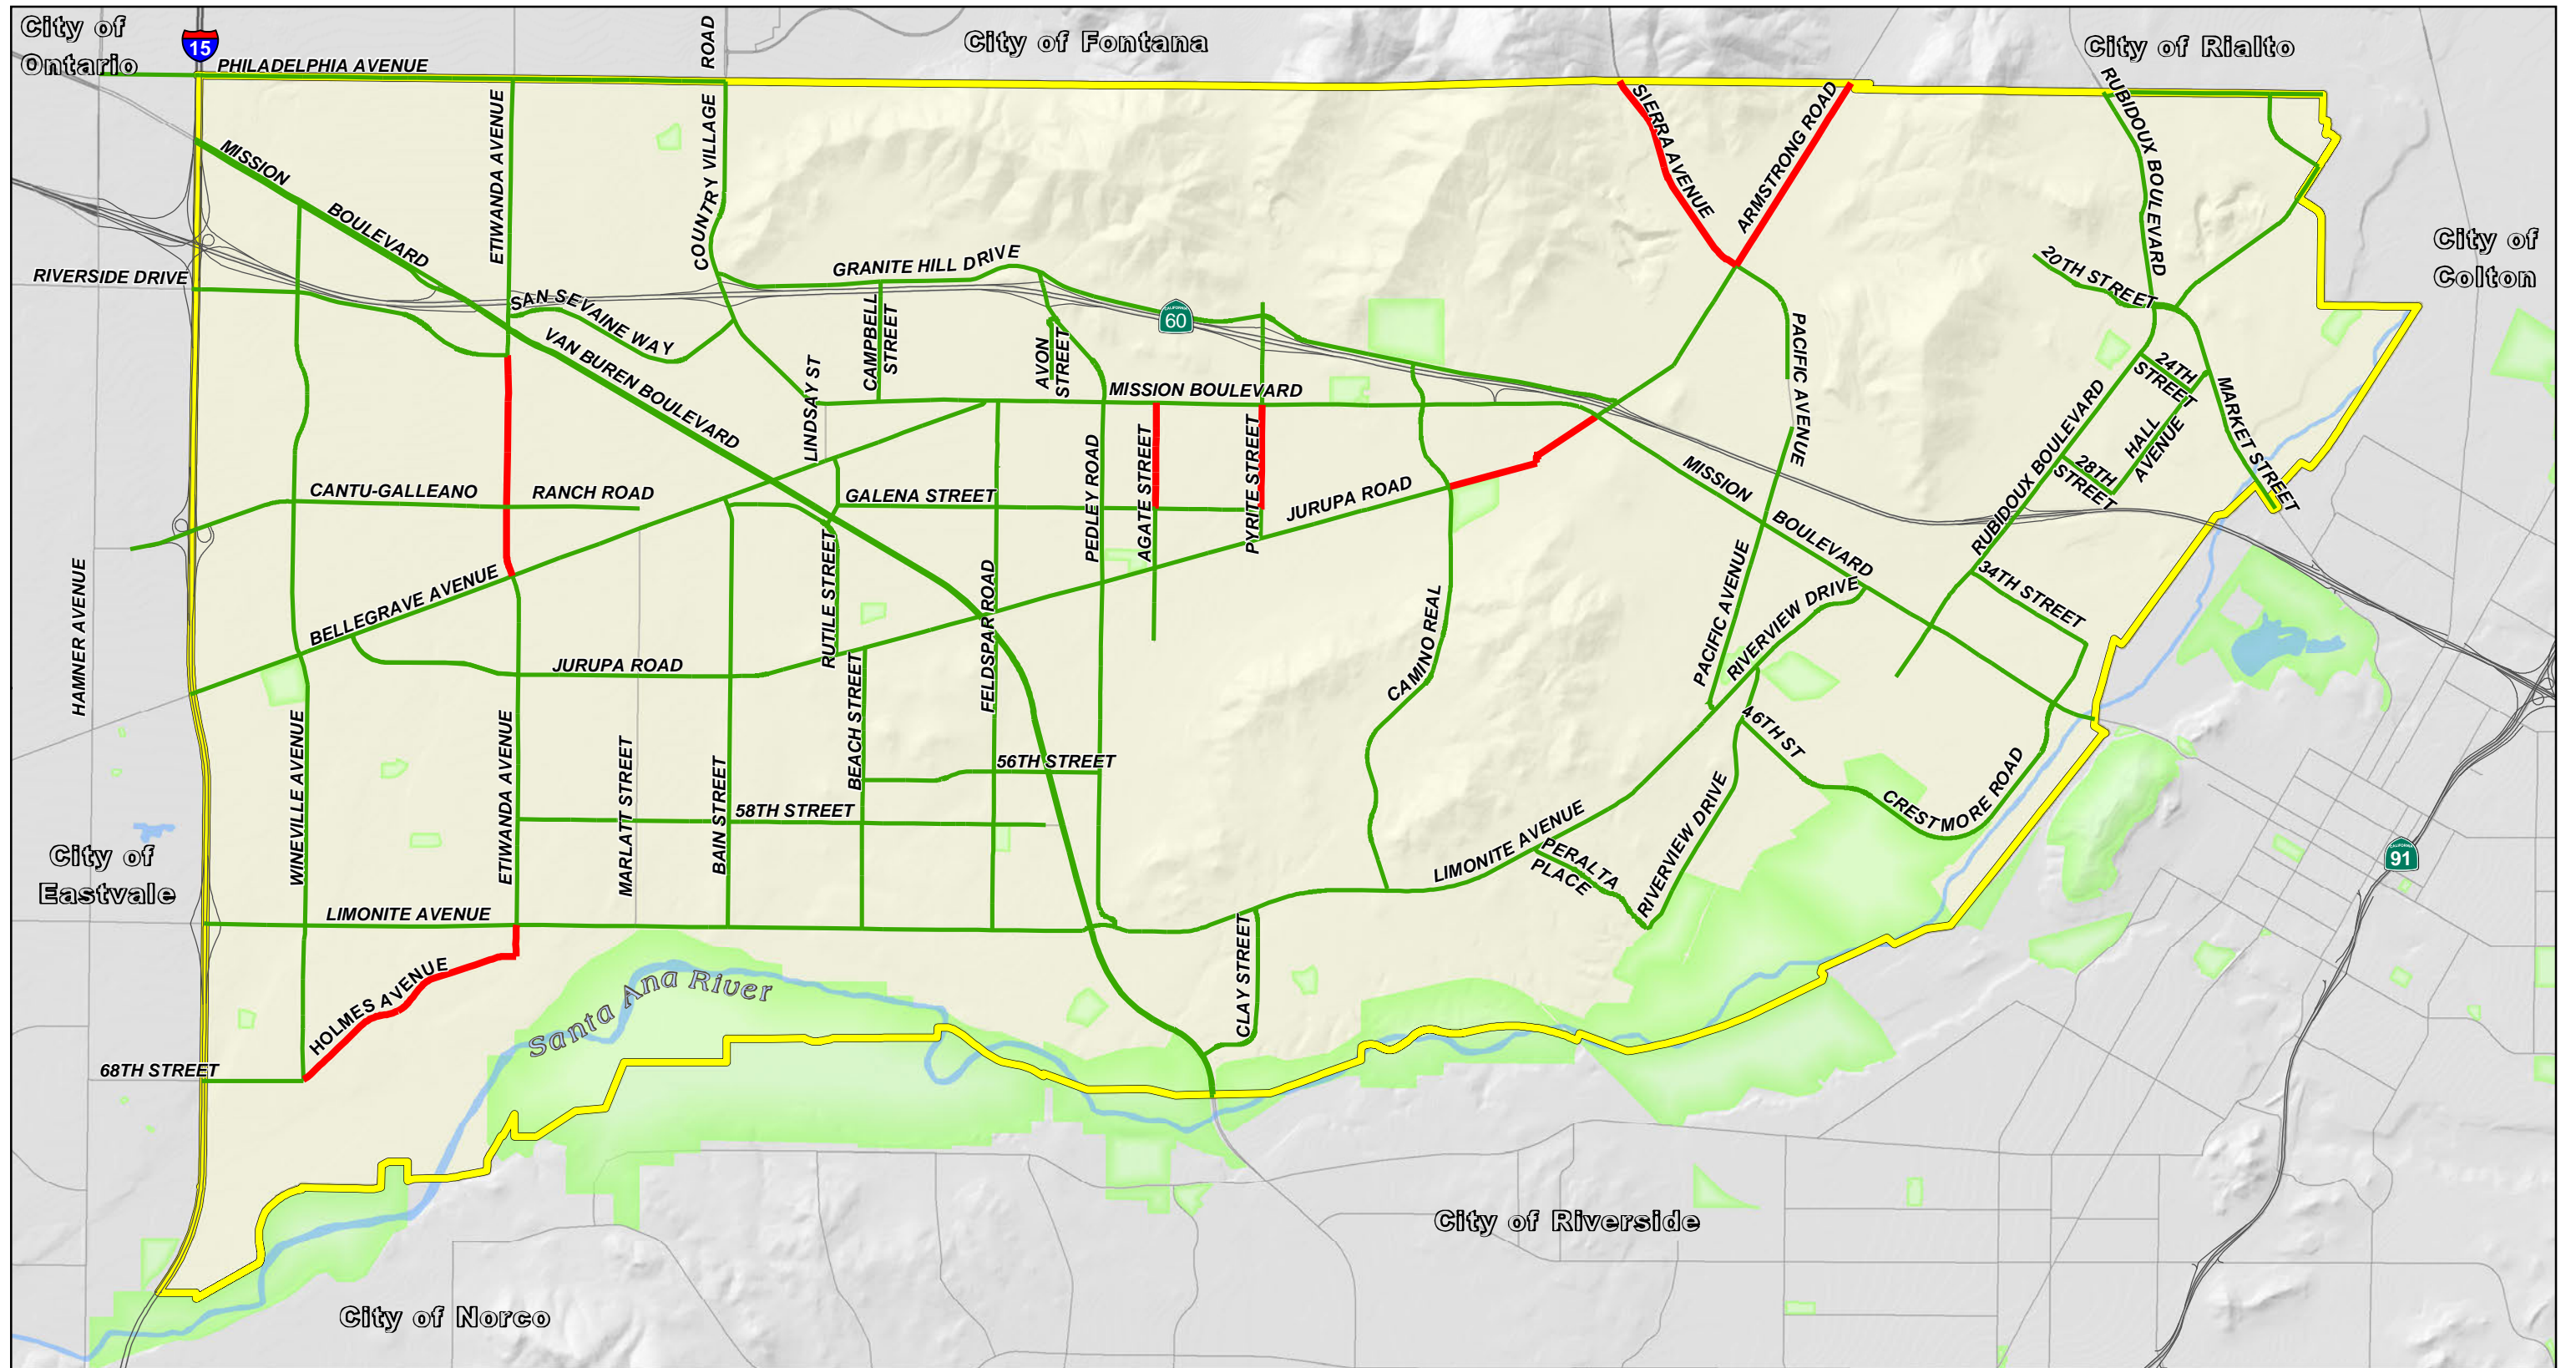 City of
Ontario
15
PHILADELPHIA AVENUE
ROAD
City of Fontana
City of Rialto
MISSION
BOULEVARD
ETIWANDA AVENUE
COUNTRY VILLAGE
SIERRA AVENUE
ARMSTRONG ROAD
RUBIDOUX BOULEVARD
City of
Colton
RIVERSIDE DRIVE
SAN SEVAINE WAY
GRANITE HILL DRIVE
CALIFORNIA
60
20TH STREET
VAN BUREN BOULEVARD
LINDSAY ST
CAMPBELL
STREET
AVON
STREET
MISSION BOULEVARD
PACIFIC AVENUE
24TH
STREET
HALL
AVENUE
28TH
STREET
MARKET STREET
RUBIDOUX BOULEVARD
CANTU-GALLEANO
RANCH ROAD
GALENA STREET
PEDLEY ROAD
AGATE STREET
PYRITE STREET
JURUPA ROAD
MISSION
BOULEVARD
34TH STREET
HAMNER AVENUE
BELLEGRAVE AVENUE
RUTILE STREET
FELDSPAR ROAD
CAMINO REAL
PACIFIC AVENUE
RIVERVIEW DRIVE
JURUPA ROAD
WINEVILLE AVENUE
ETIWANDA AVENUE
MARLATT STREET
BAIN STREET
BEACH STREET
56TH STREET
58TH STREET
46TH ST
CRESTMORE ROAD
RIVERVIEW DRIVE
LIMONITE AVENUE
PERALTA
PLACE
City of
Eastvale
CALIFORNIA
91
LIMONITE AVENUE
HOLMES AVENUE
Santa Ana River
CLAY STREET
68TH STREET
City of Riverside
City of Norco